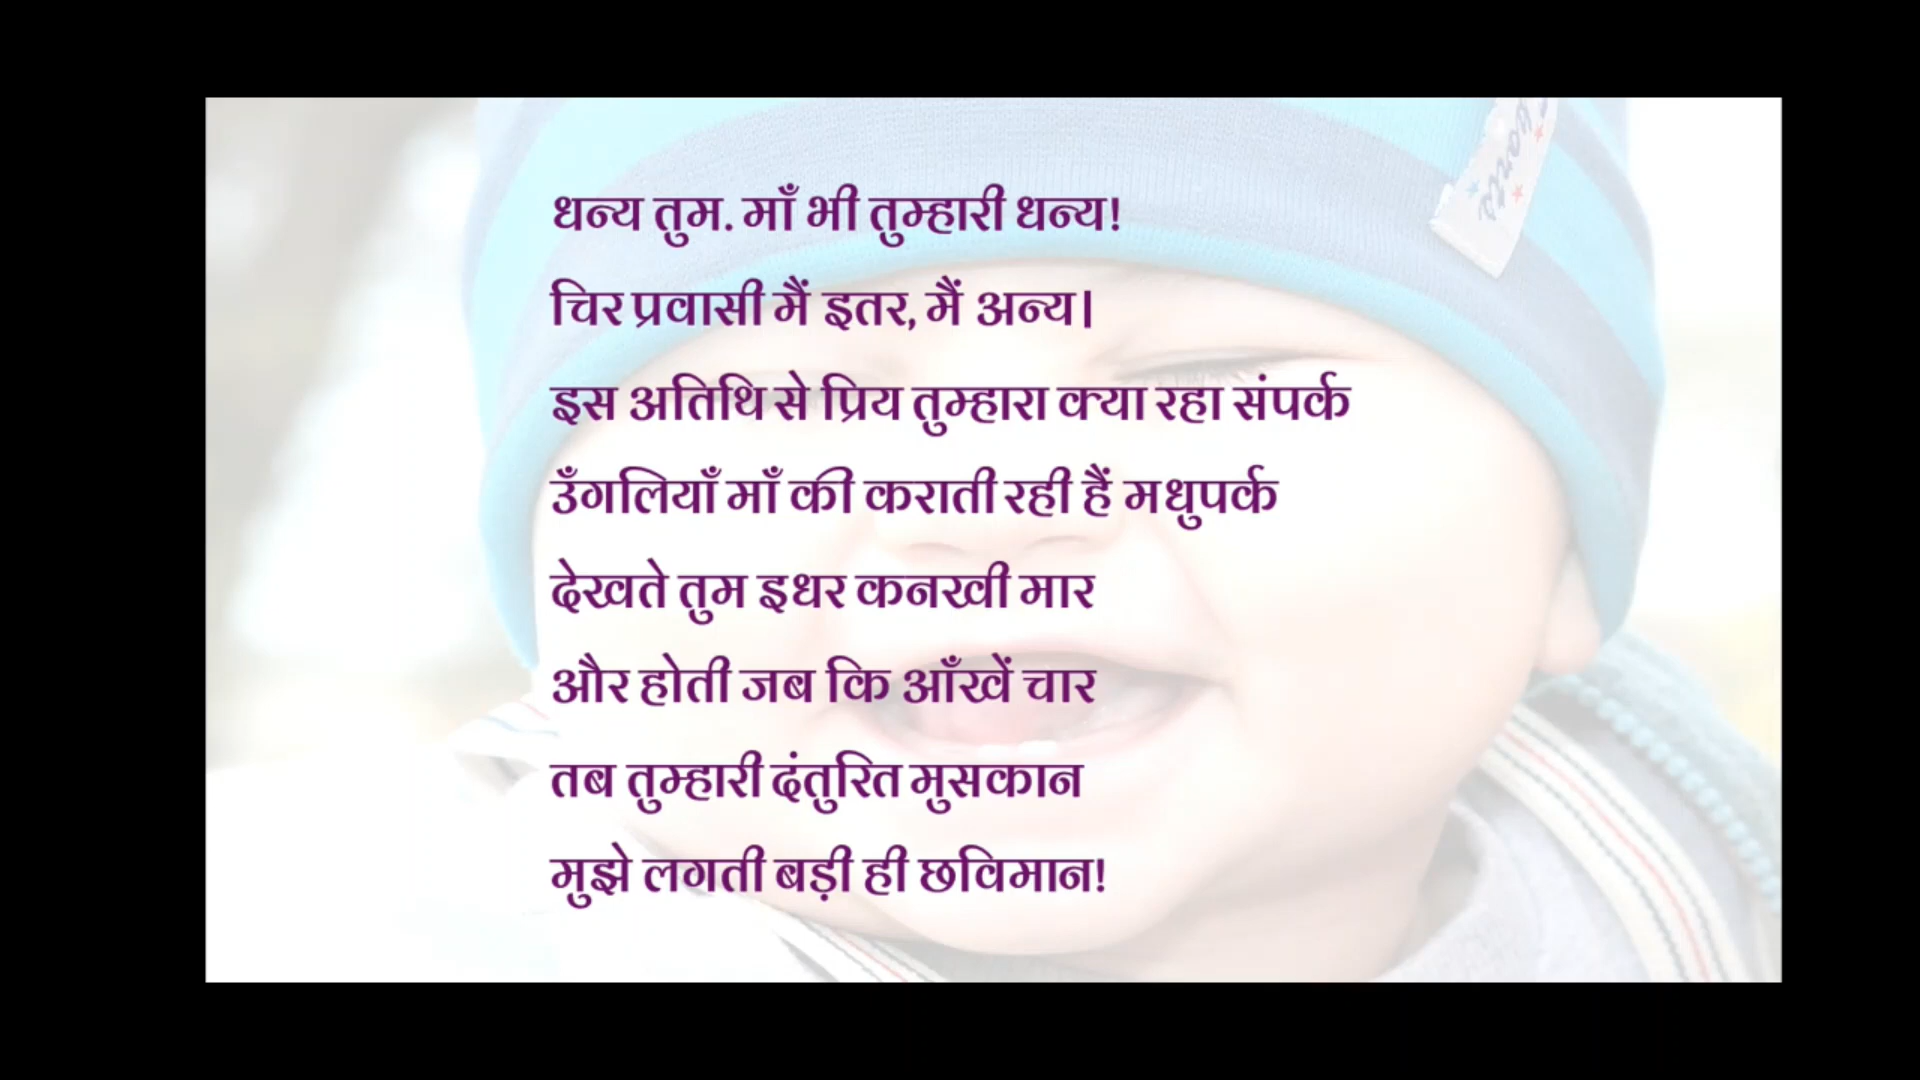 धन्य तुम. माँ भी तुम्हारी धन्य!
चिर प्रवासी मैं इतर, मैं अन्य।
इस अतिथि से प्रिय तुम्हारा क्या रहा संपर्क
उँगलियाँ माँ की कराती रही हैं मधुपर्क
देखते तुम इधर कनखी मार
और होती जब कि आँखें चार
तब तुम्हारी दंतुरित मुसकान
मुझे लगती बड़ी ही छविमान!